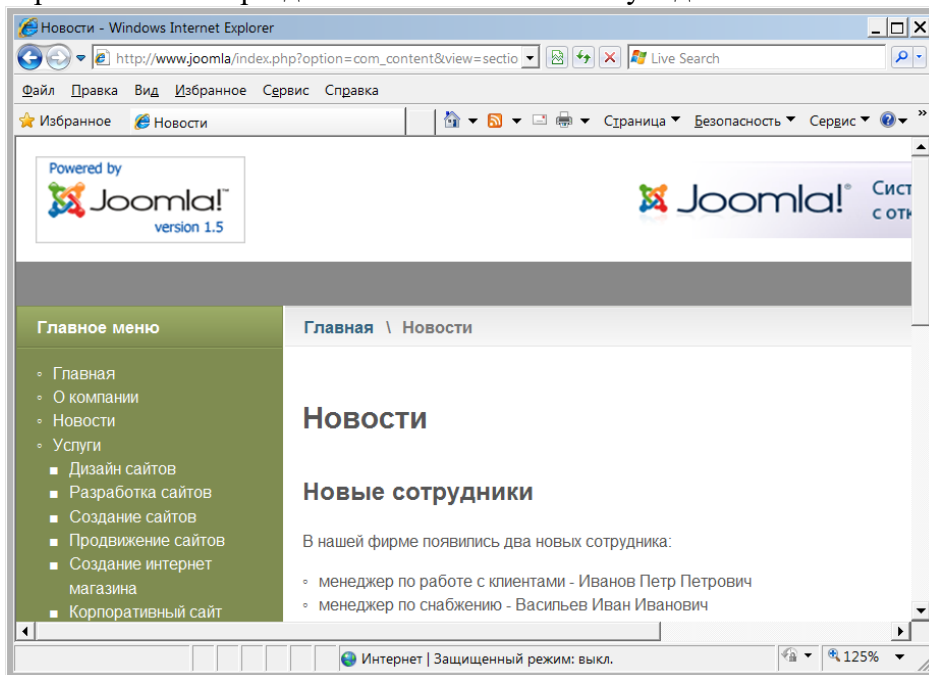 Новости - Windows Internet Explorer
http://www.joomla/index.php?option=com_content&view=sectio
Live Search
Файл Правка Вид Избранное Сервис Справка
Избранное Новости Страница Безопасность Сервис »
Powered by
Joomla!™
version 1.5
Joomla!®
Сист
с отк
Главное меню
Главная \ Новости
Главная
О компании
Новости
Услуги
Дизайн сайтов
Разработка сайтов
Создание сайтов
Продвижение сайтов
Создание интернет
магазина
Корпоративный сайт
Новости
Новые сотрудники
В нашей фирме появились два новых сотрудника:
менеджер по работе с клиентами - Иванов Петр Петрович
менеджер по снабжению - Васильев Иван Иванович
Интернет | Защищенный режим: выкл.
125%